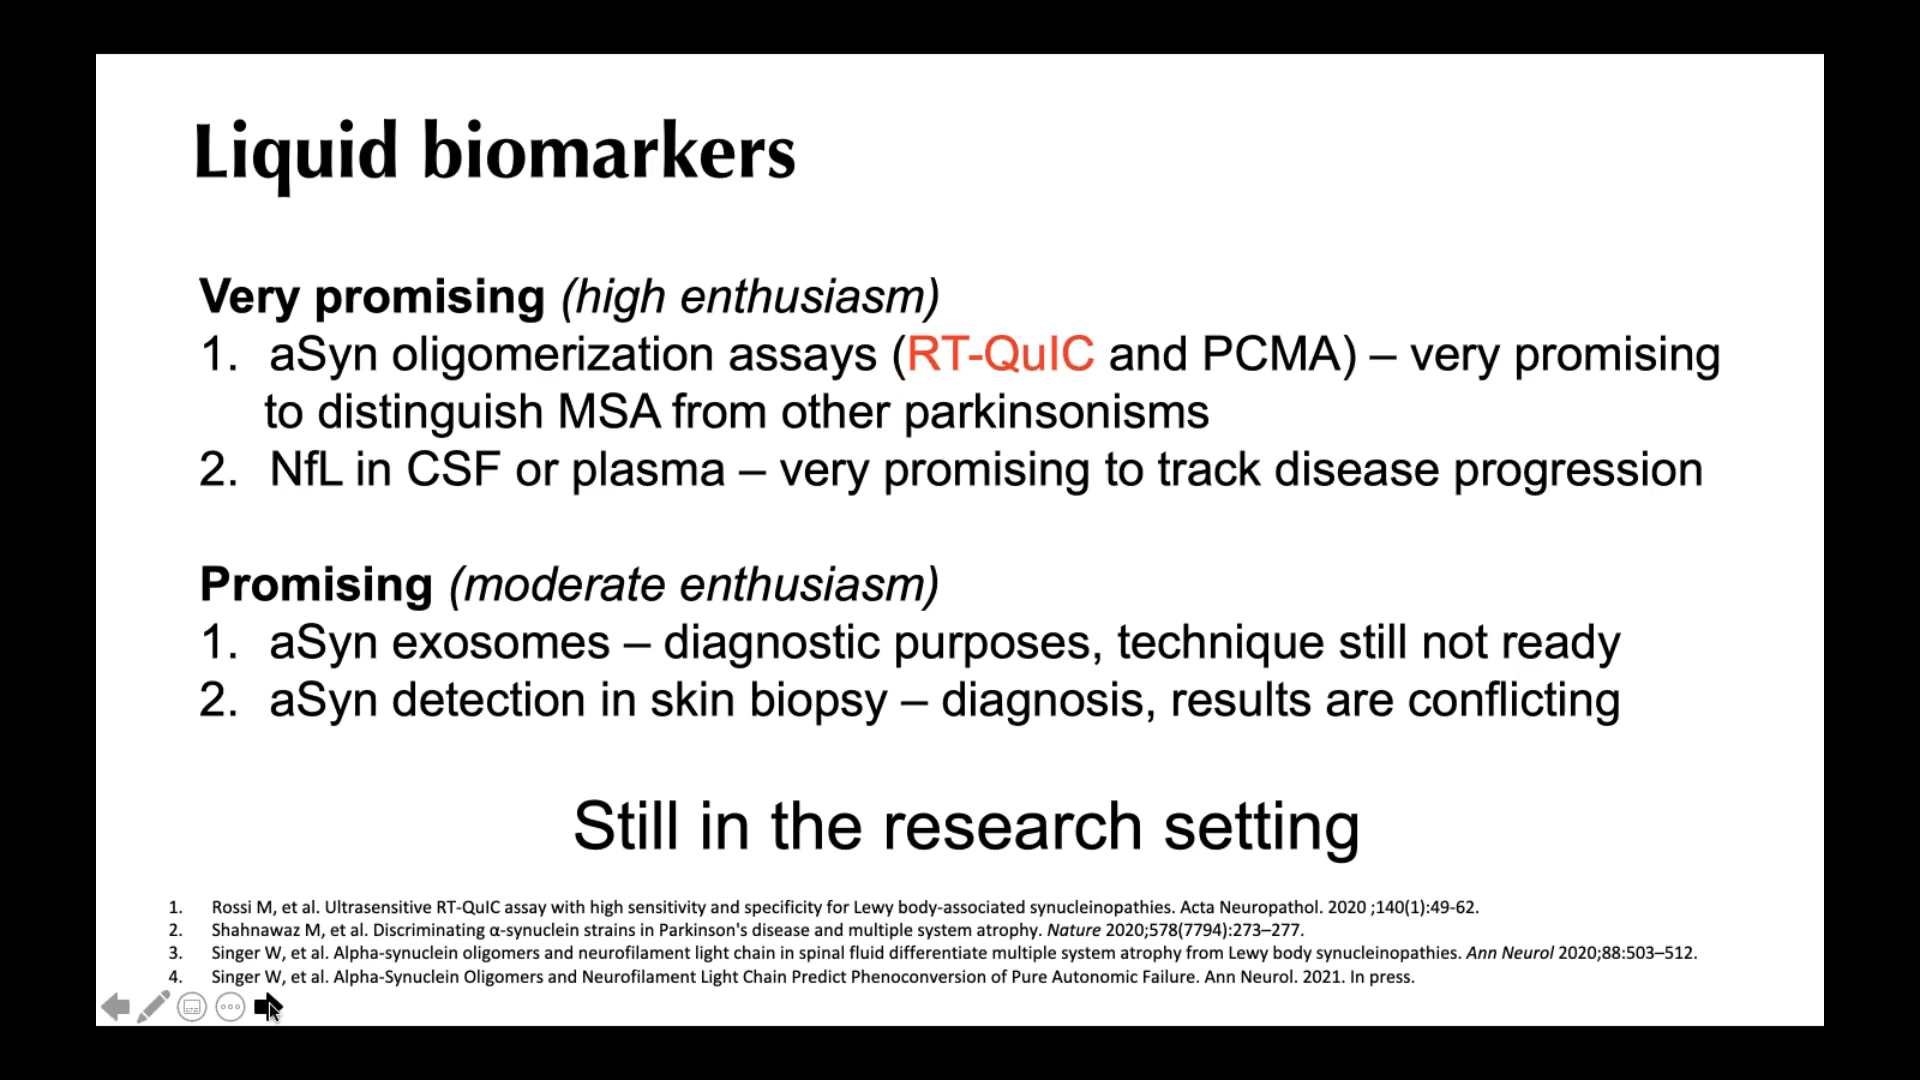 Liquid biomarkers
Very promising (high enthusiasm)
1. aSyn oligomerization assays (RT-QuIC and PCMA) – very promising
to distinguish MSA from other parkinsonisms
2. NfL in CSF or plasma – very promising to track disease progression
Promising (moderate enthusiasm)
1. aSyn exosomes – diagnostic purposes, technique still not ready
2. aSyn detection in skin biopsy – diagnosis, results are conflicting
Still in the research setting
1. Rossi M, et al. Ultrasensitive RT-QuIC assay with high sensitivity and specificity for Lewy body-associated synucleinopathies. Acta Neuropathol. 2020 ;140(1):49-62.
2. Shahnawaz M, et al. Discriminating α-synuclein strains in Parkinson's disease and multiple system atrophy. Nature 2020;578(7794):273–277.
3. Singer W, et al. Alpha-synuclein oligomers and neurofilament light chain in spinal fluid differentiate multiple system atrophy from Lewy body synucleinopathies. Ann Neurol 2020;88:503–512.
4. Singer W, et al. Alpha-Synuclein Oligomers and Neurofilament Light Chain Predict Phenoconversion of Pure Autonomic Failure. Ann Neurol. 2021. In press.